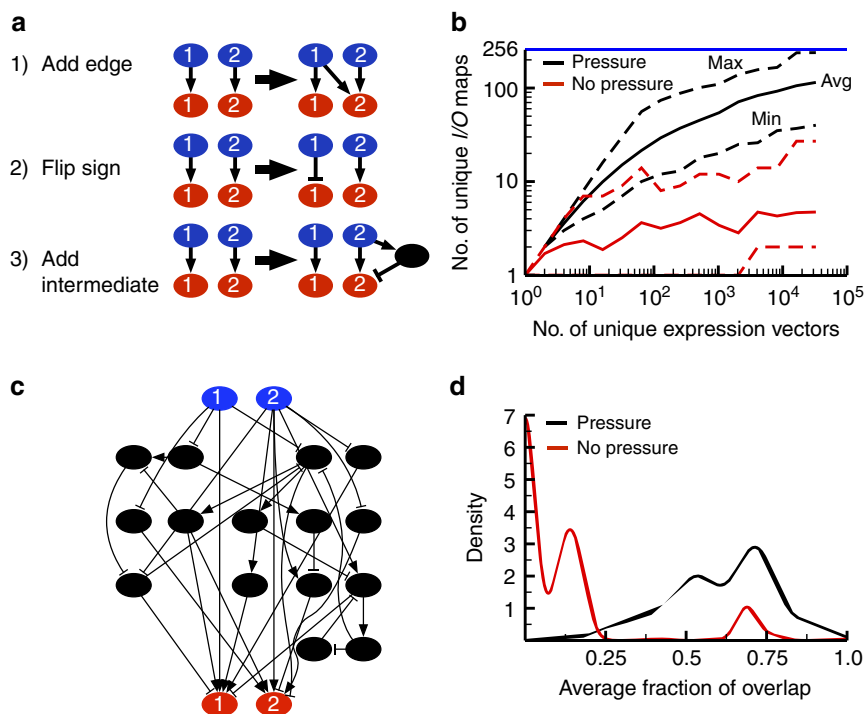 a
1) Add edge
1 2 1 2
1 2 1 2
2) Flip sign
1 2 1 2
1 2 1 2
3) Add
intermediate
1 2 1 2
1 2 1 2
b
No. of unique I/O maps
256
100
10
1
Pressure
No pressure
Max
Avg
Min
10^0 10^1 10^2 10^3 10^4 10^5
No. of unique expression vectors
c
1 2
1 2
d
Density
7
6
5
4
3
2
1
Pressure
No pressure
0.25 0.5 0.75 1.0
Average fraction of overlap